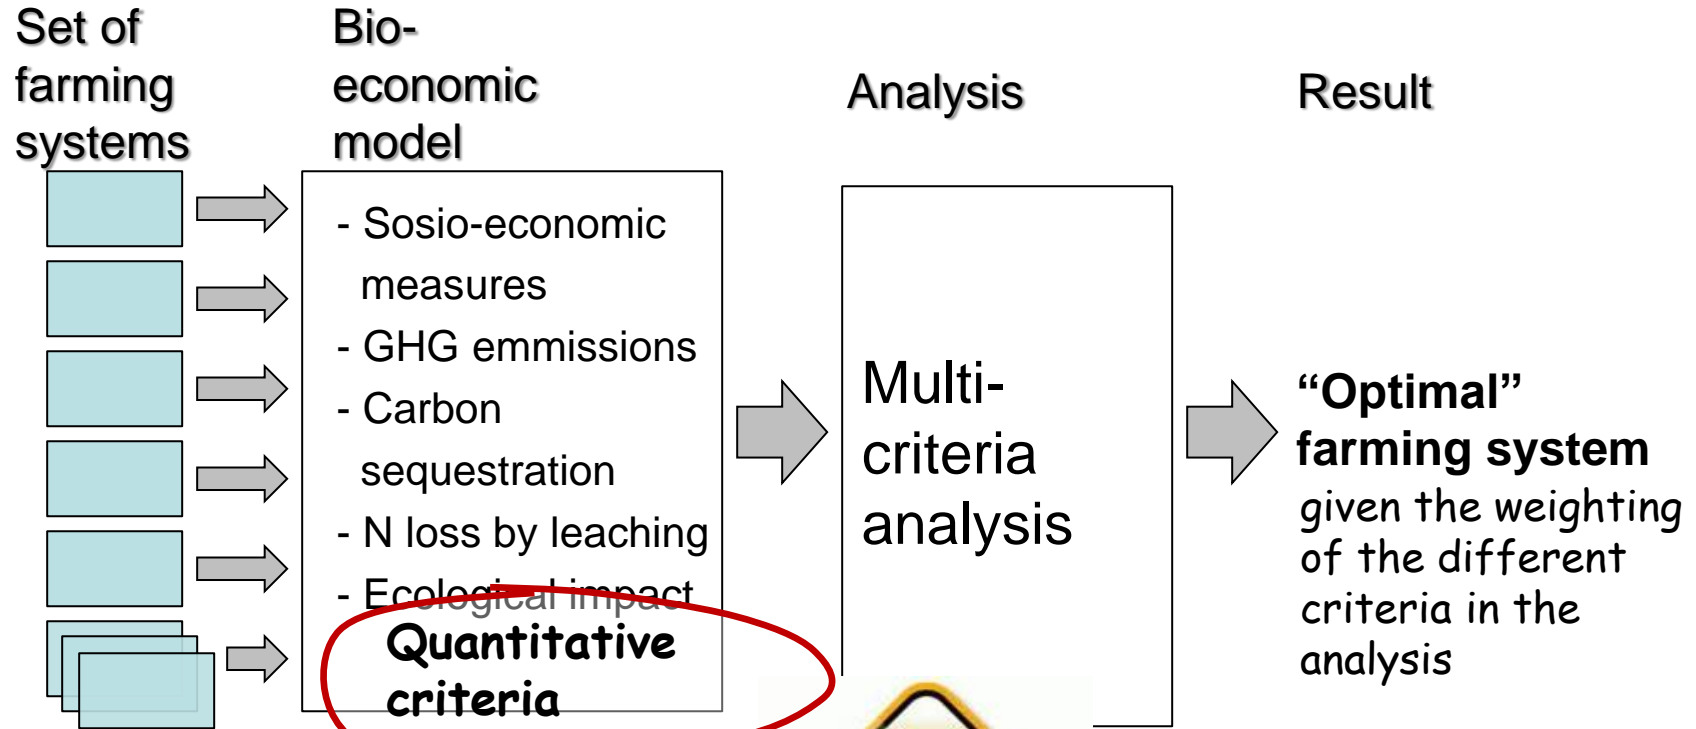 Set of
farming
systems
Bio-
economic
model
Analysis
Result
- Sosio-economic
measures
- GHG emmissions
- Carbon
sequestration
- N loss by leaching
- Ecological impact
Quantitative
criteria
Multi-
criteria
analysis
“Optimal”
farming system
given the weighting
of the different
criteria in the
analysis